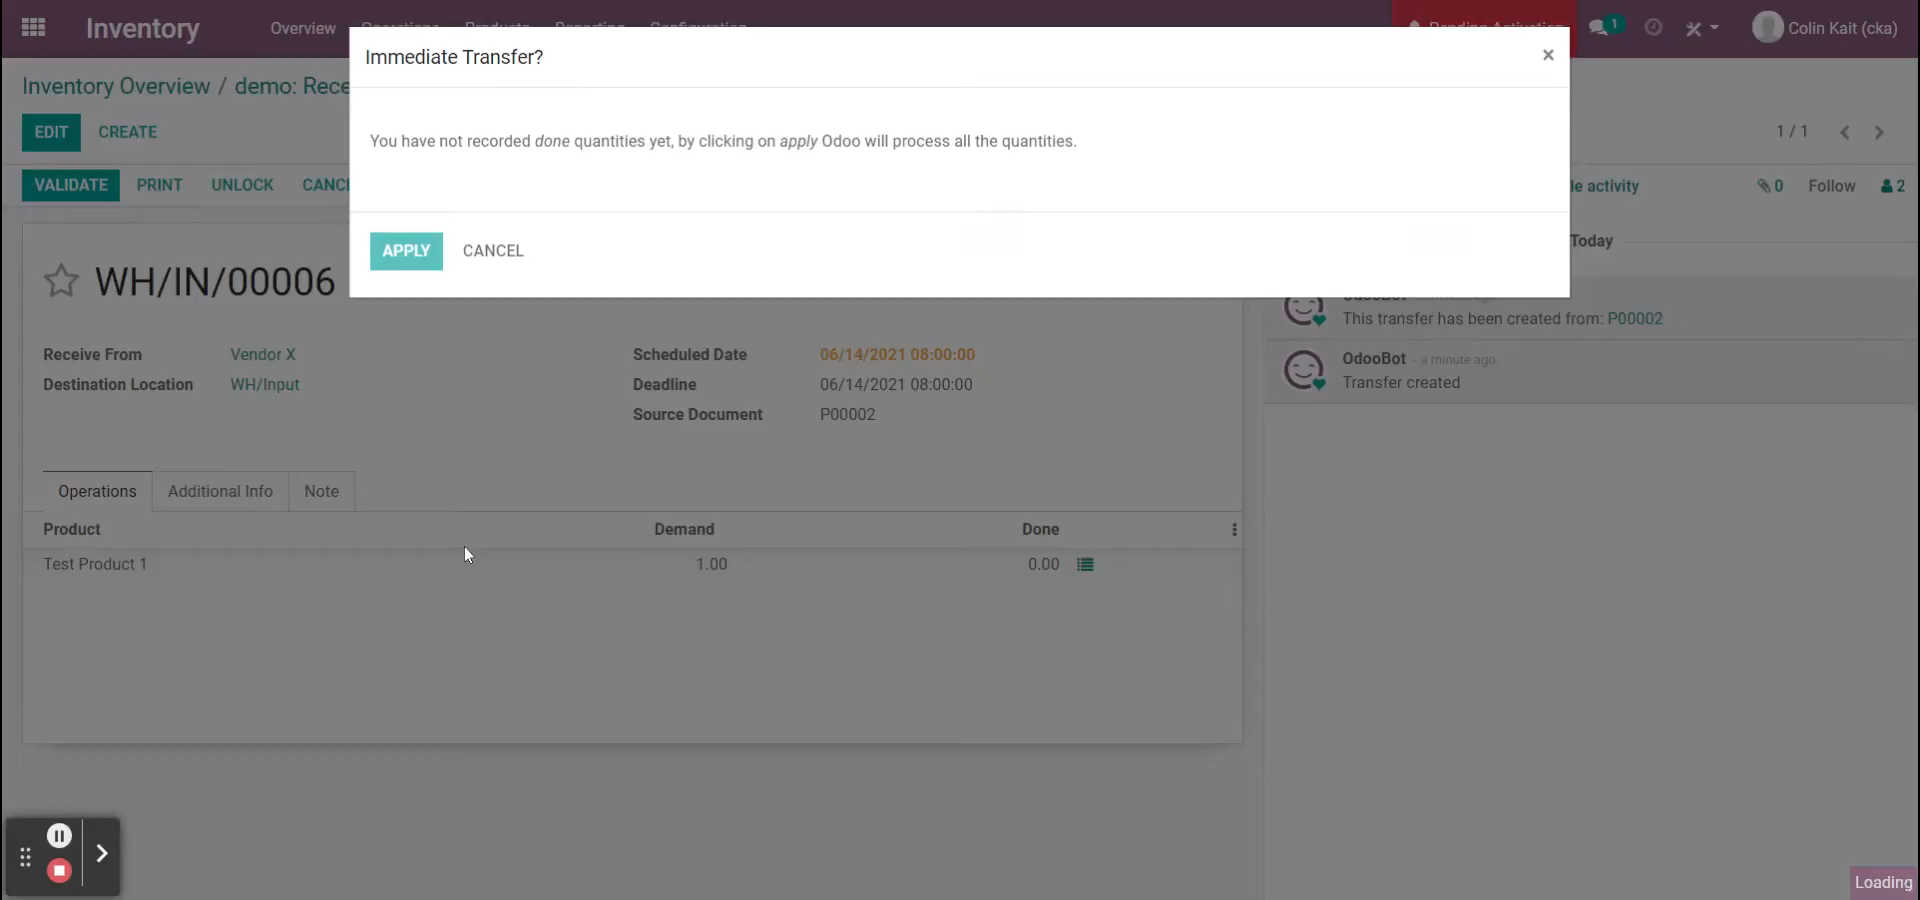 Inventory Overview Operations Products Reporting Configuration 1 Colin Kait (cka)
Immediate Transfer? ×
Inventory Overview / demo: Rece
You have not recorded done quantities yet, by clicking on apply Odoo will process all the quantities.
EDIT CREATE 1 / 1
VALIDATE PRINT UNLOCK CANC le activity 0 Follow 2
APPLY CANCEL
Today
WH/IN/00006
This transfer has been created from: P00002
Receive From Vendor X Scheduled Date 06/14/2021 08:00:00
OdooBot - a minute ago
Destination Location WH/Input Deadline 06/14/2021 08:00:00
Transfer created
Source Document P00002
Operations Additional Info Note
Product Demand Done
Test Product 1 1.00 0.00
Loading